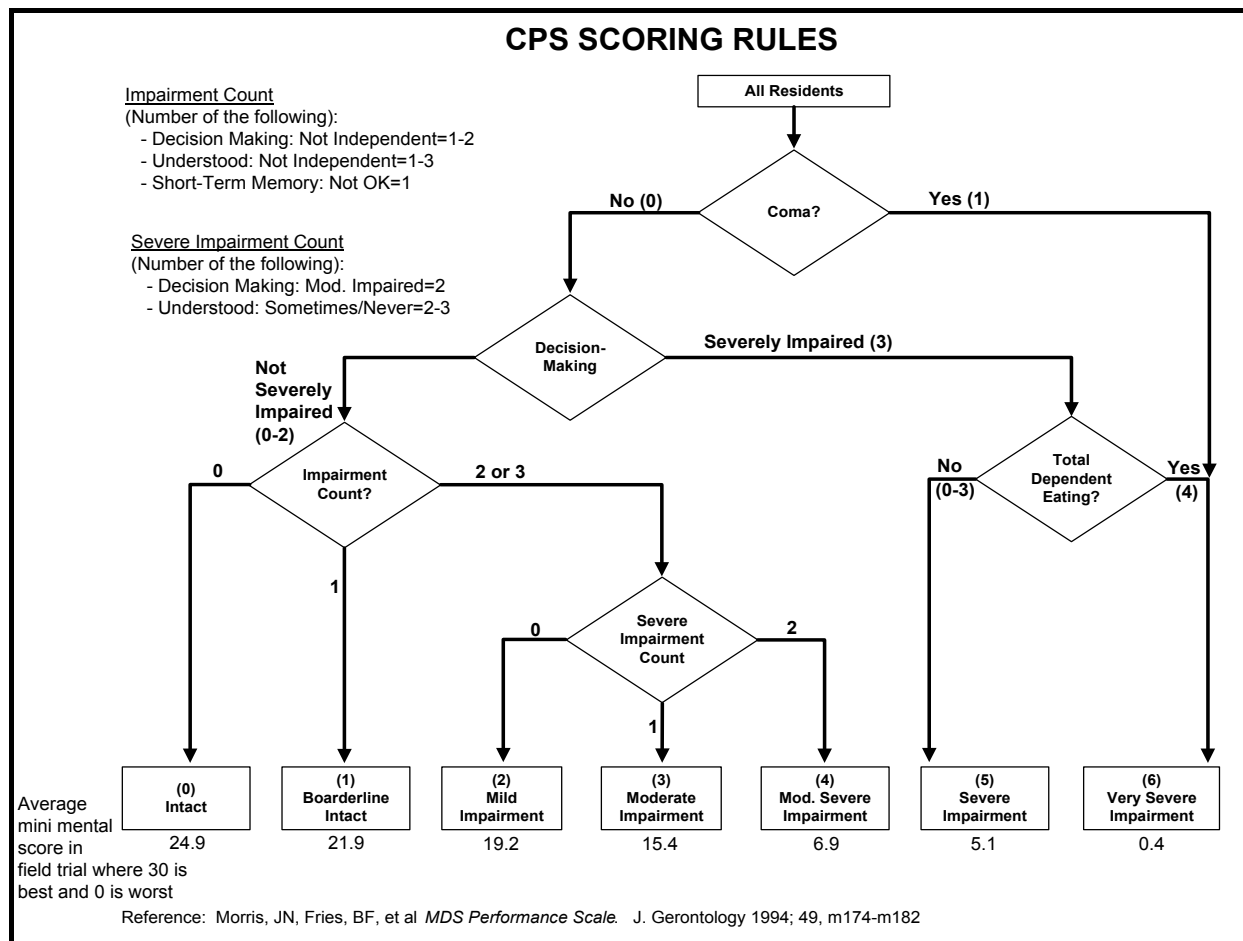 CPS SCORING RULES
Impairment Count
(Number of the following):
- Decision Making: Not Independent=1-2
- Understood: Not Independent=1-3
- Short-Term Memory: Not OK=1
Severe Impairment Count
(Number of the following):
- Decision Making: Mod. Impaired=2
- Understood: Sometimes/Never=2-3
All Residents
Coma?
No (0)
Yes (1)
Decision-
Making
Severely Impaired (3)
Not
Severely
Impaired
(0-2)
Impairment
Count?
0
2 or 3
1
Total
Dependent
Eating?
No
(0-3)
Yes
(4)
Severe
Impairment
Count
0
2
1
(0)
Intact
(1)
Boarderline
Intact
(2)
Mild
Impairment
(3)
Moderate
Impairment
(4)
Mod. Severe
Impairment
(5)
Severe
Impairment
(6)
Very Severe
Impairment
Average
mini mental
score in
field trial where 30 is
best and 0 is worst
24.9
21.9
19.2
15.4
6.9
5.1
0.4
Reference: Morris, JN, Fries, BF, et al MDS Performance Scale. J. Gerontology 1994; 49, m174-m182